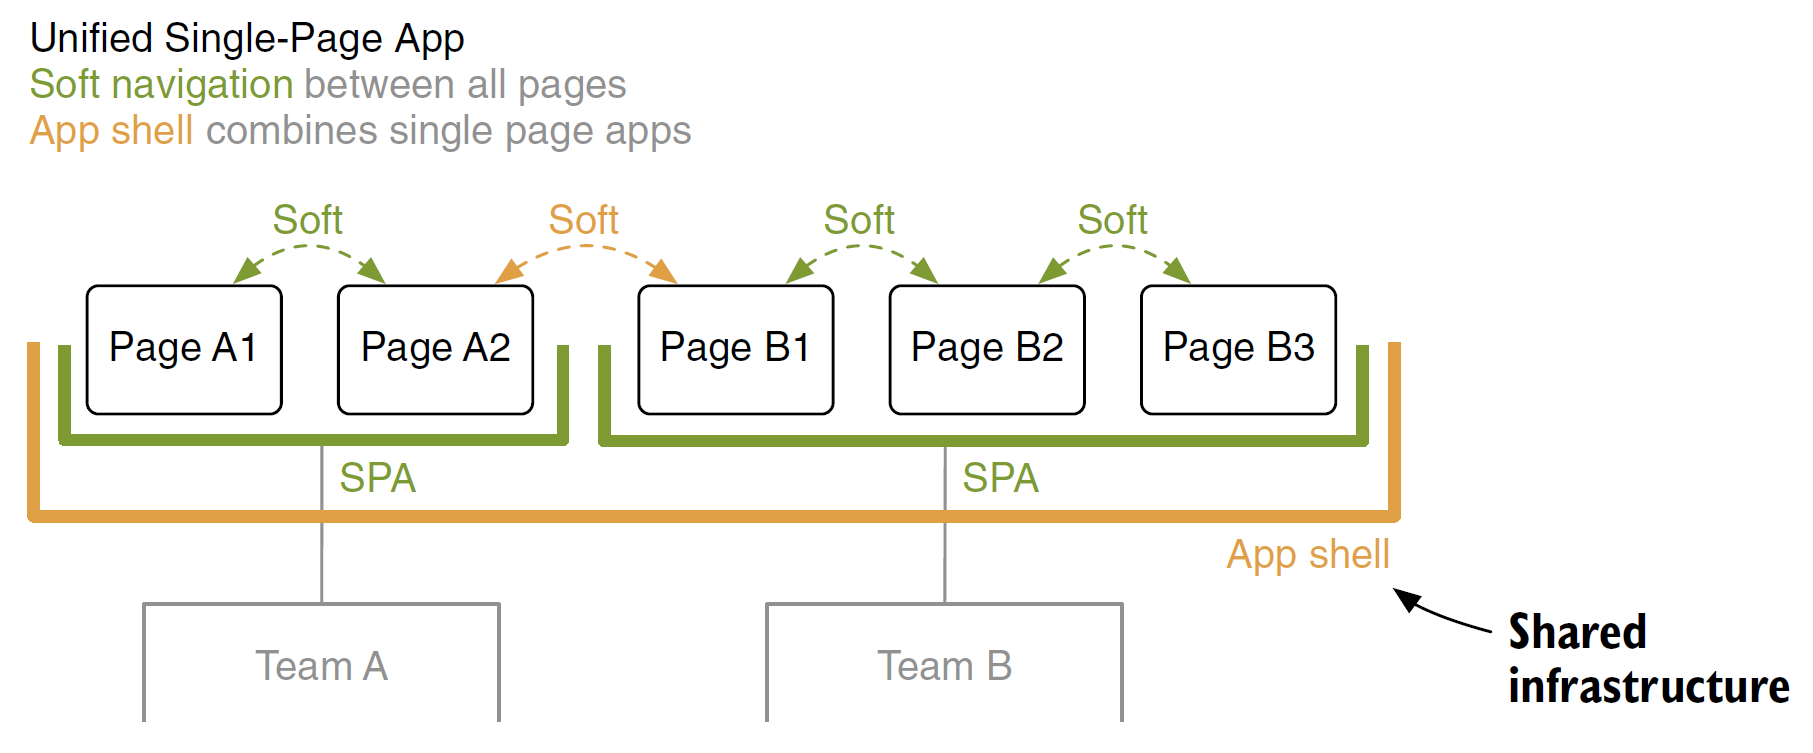 Unified Single-Page App
Soft navigation between all pages
App shell combines single page apps
Soft
Soft
Soft
Soft
Page A1
Page A2
Page B1
Page B2
Page B3
SPA
SPA
App shell
Shared
infrastructure
Team A
Team B